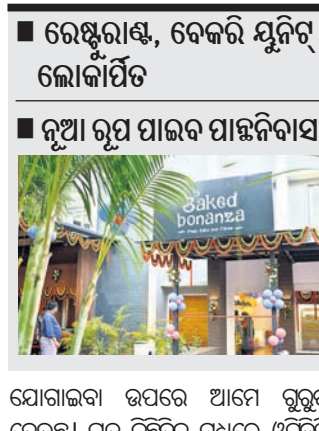 ■ ରେଷ୍ଟୁରାଣ୍ଟ, ବେକରି ୟୁନିଟ୍
ଲୋକାର୍ପିତ
■ ନୂଆ ରୂପ ପାଇବ ପାନ୍ଥନିବାସ
Baked
bonanza
ଯୋଗାଇବା ଉପରେ ଆମେ